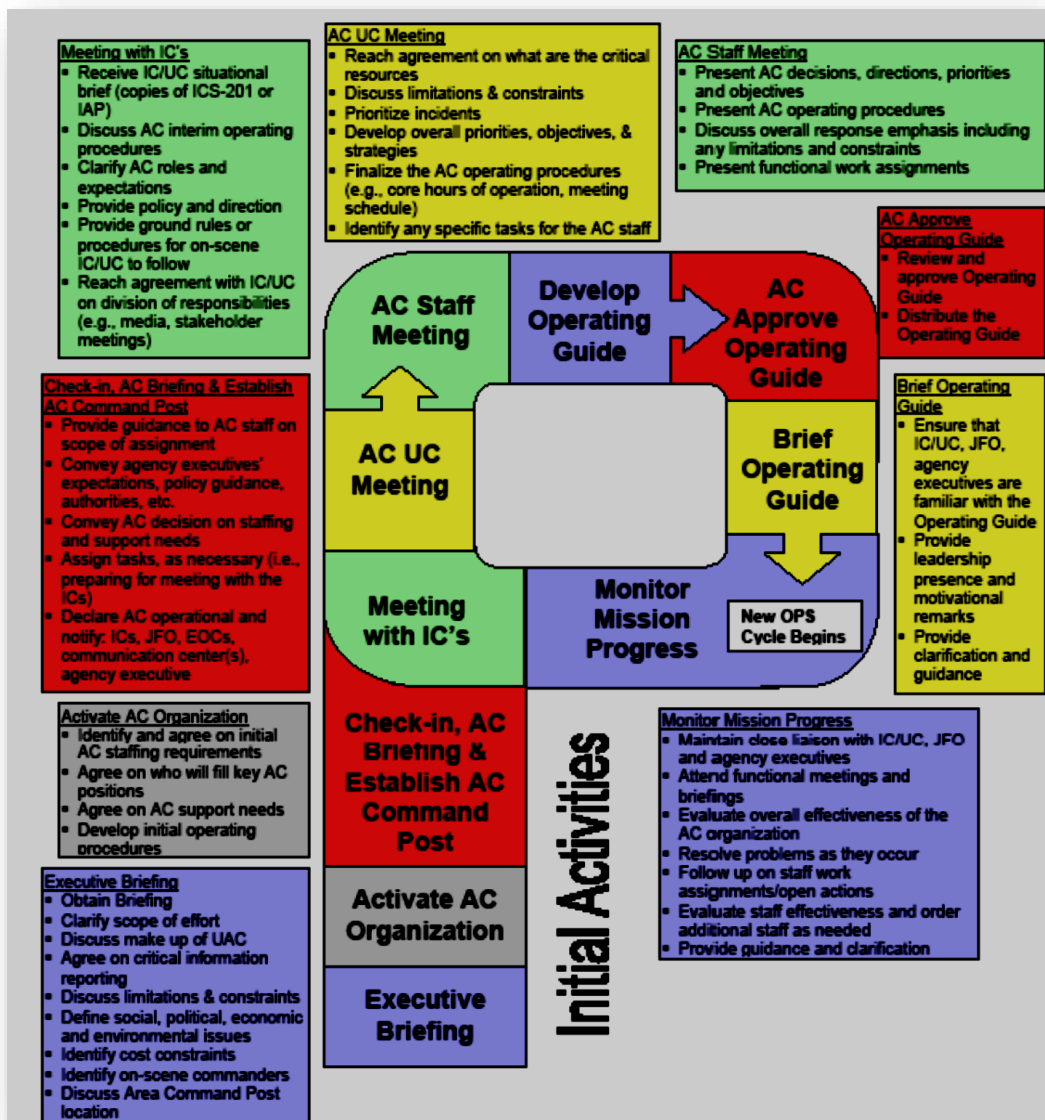 Meeting with IC's
▪ Receive IC/UC situational
brief (copies of ICS-201 or
IAP)
▪ Discuss AC interim operating
procedures
▪ Clarify AC roles and
expectations
▪ Provide policy and direction
▪ Provide ground rules or
procedures for on-scene
IC/UC to follow
▪ Reach agreement with IC/UC
on division of responsibilities
(e.g., media, stakeholder
meetings)
AC UC Meeting
▪ Reach agreement on what are the critical
resources
▪ Discuss limitations & constraints
▪ Prioritize incidents
▪ Develop overall priorities, objectives, &
strategies
▪ Finalize the AC operating procedures
(e.g., core hours of operation, meeting
schedule)
▪ Identify any specific tasks for the AC staff
AC Staff Meeting
▪ Present AC decisions, directions, priorities
and objectives
▪ Present AC operating procedures
▪ Discuss overall response emphasis including
any limitations and constraints
▪ Present functional work assignments
AC Approve
Operating Guide
▪ Review and
approve Operating
Guide
▪ Distribute the
Operating Guide
Check-in, AC Briefing & Establish
AC Command Post
▪ Provide guidance to AC staff on
scope of assignment
▪ Convey agency executives'
expectations, policy guidance,
authorities, etc.
▪ Convey AC decision on staffing
and support needs
▪ Assign tasks, as necessary (i.e.,
preparing for meeting with the
ICs)
▪ Declare AC operational and
notify: ICs, JFO, EOCs,
communication center(s),
agency executive
Brief Operating
Guide
▪ Ensure that
IC/UC, JFO,
agency
executives are
familiar with the
Operating Guide
▪ Provide
leadership
presence and
motivational
remarks
▪ Provide
clarification and
guidance
Activate AC Organization
▪ Identify and agree on initial
AC staffing requirements
▪ Agree on who will fill key AC
positions
▪ Agree on AC support needs
▪ Develop initial operating
procedures
Executive Briefing
▪ Obtain Briefing
▪ Clarify scope of effort
▪ Discuss make up of UAC
▪ Agree on critical information
reporting
▪ Discuss limitations & constraints
▪ Define social, political, economic
and environmental issues
▪ Identify cost constraints
▪ Identify on-scene commanders
▪ Discuss Area Command Post
location
Monitor Mission Progress
▪ Maintain close liaison with IC/UC, JFO
and agency executives
▪ Attend functional meetings and
briefings
▪ Evaluate overall effectiveness of the
AC organization
▪ Resolve problems as they occur
▪ Follow up on staff work
assignments/open actions
▪ Evaluate staff effectiveness and order
additional staff as needed
▪ Provide guidance and clarification
AC Staff
Meeting
Develop
Operating
Guide
AC
Approve
Operating
Guide
AC UC
Meeting
Brief
Operating
Guide
Meeting
with IC's
Monitor
Mission
Progress
New OPS
Cycle Begins
Check-in, AC
Briefing &
Establish AC
Command
Post
Activate AC
Organization
Executive
Briefing
Initial Activities